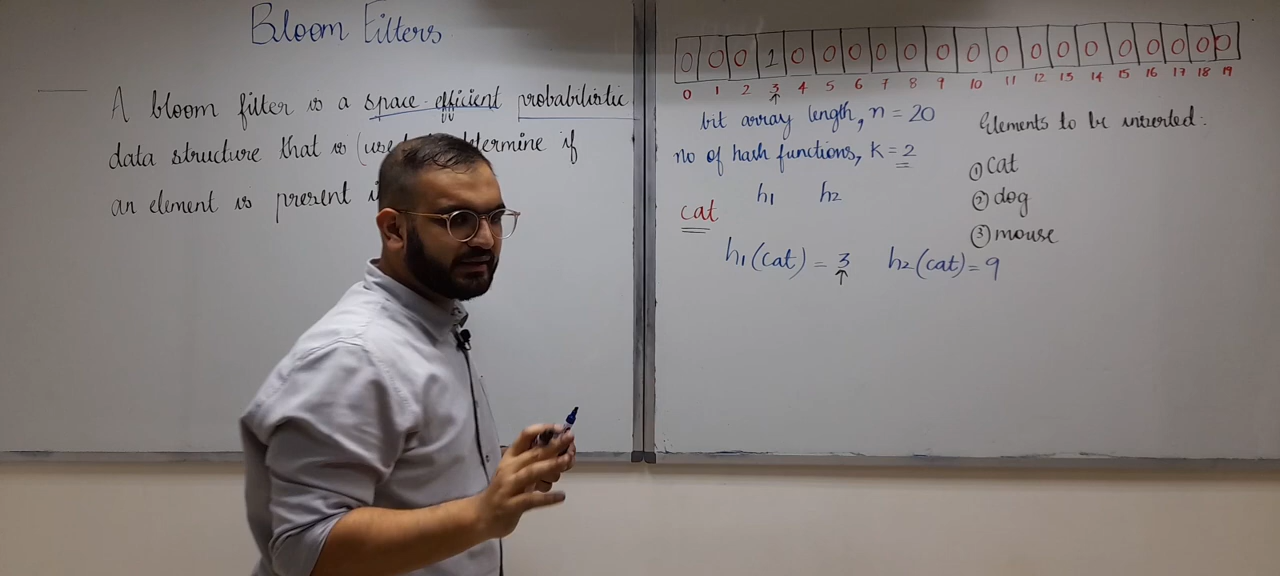 Bloom Filters
A bloom filter is a space-efficient probabilistic
data structure that is (use determine if
an element is present
0 0 0 1 0 0 0 0 0 0 0 0 0 0 0 0 0 0 0 0
0 1 2 3 4 5 6 7 8 9 10 11 12 13 14 15 16 17 18 19
bit array length, n = 20
no of hash functions, K = 2
h1 h2
Elements to be inserted:
① cat
② dog
③ mouse
cat
h1(cat) = 3 h2(cat) = 9